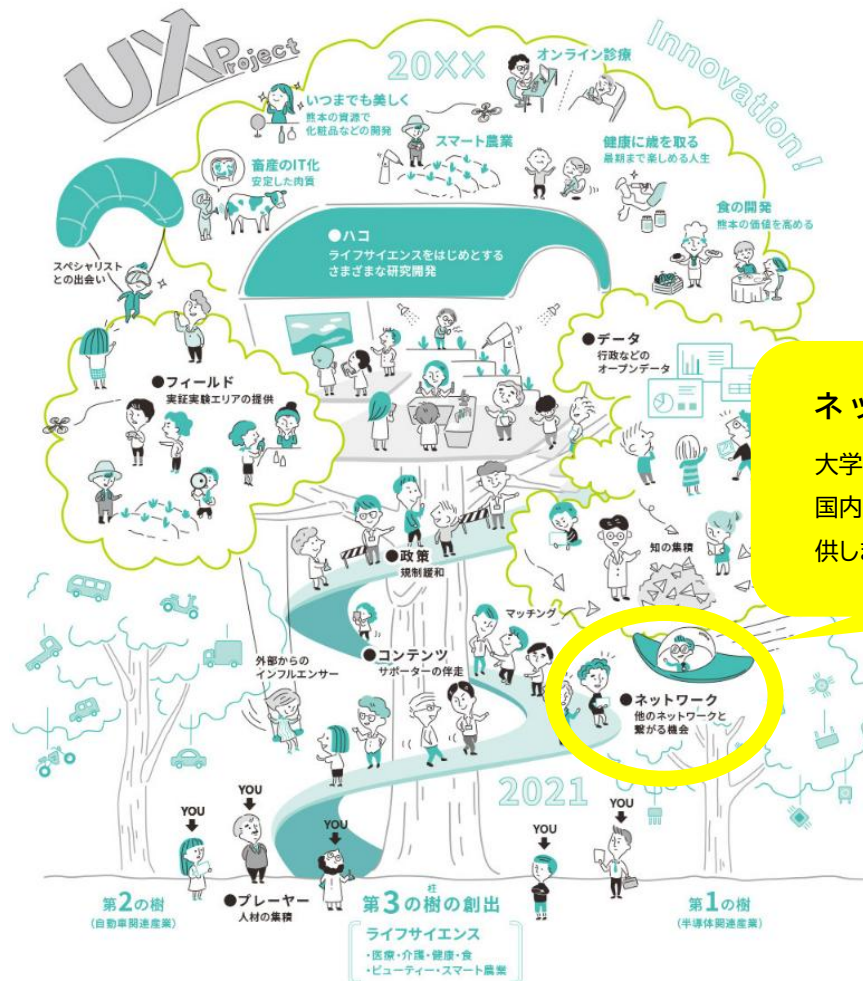 UX Project
20XX
Innovation!
オンライン診療
いつまでも美しく
熊本の資源で
化粧品などの開発
スマート農業
健康に歳を取る
最期まで楽しめる人生
畜産のIT化
安定した肉質
食の開発
熊本の価値を高める
●ハコ
ライフサイエンスをはじめとする
さまざまな研究開発
スペシャリスト
との出会い
●データ
行政などの
オープンデータ
●フィールド
実証実験エリアの提供
ネッ
大学
国内
供しま
●政策
規制緩和
知の集積
マッチング
外部からの
インフルエンサー
●コンテンツ
サポーターの伴走
●ネットワーク
他のネットワークと
繋がる機会
2021
YOU
YOU
YOU
YOU
YOU
●プレーヤー
人材の集積
第2の樹
(自動車関連産業)
柱
第3の樹の創出
第1の樹
(半導体関連産業)
ライフサイエンス
・医療・介護・健康・食
・ビューティー・スマート農業